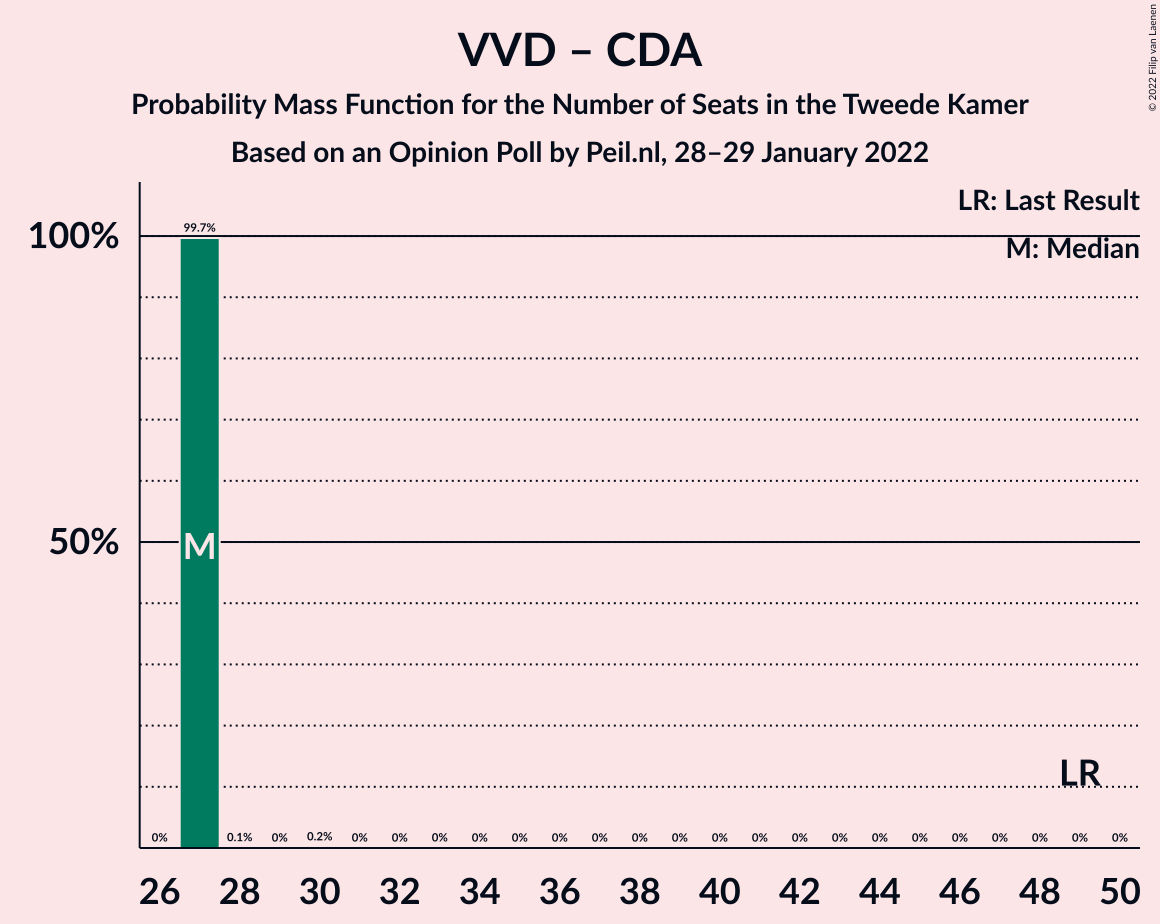 VVD – CDA
Probability Mass Function for the Number of Seats in the Tweede Kamer
Based on an Opinion Poll by Peil.nl, 28–29 January 2022
© 2022 Filip van Laenen
LR: Last Result
M: Median
100%
50%
99.7%
M
LR
0% 0.1% 0% 0.2% 0% 0% 0% 0% 0% 0% 0% 0% 0% 0% 0% 0% 0% 0% 0% 0% 0% 0% 0% 0%
26 28 30 32 34 36 38 40 42 44 46 48 50